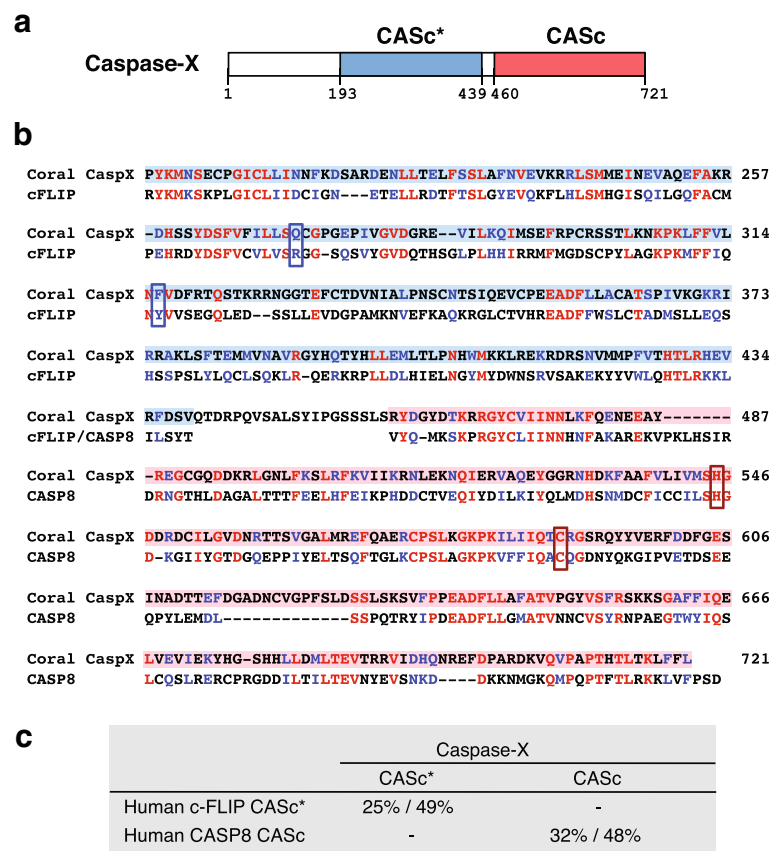 a
CASc* CASc
Caspase-X
1 193 439 460 721
b
Coral CaspX PYKMNSECPGICLLINNFKDSARDENLLTELFSSLAFNVEVKRRLSMMEINEVAQEFAKR 257
cFLIP RYKMKSKPLGICLIIDCIGN---ETELLRDTFTSLGYEVQKFLHLSMHGISQILGQFACM
Coral CaspX -DHSSYDSFVFILLSQCGPGEPIVGVDGRE--VILKQIMSEFRPCRSSTLKNKPKLFFVL 314
cFLIP PEHRDYDSFVCVLVSRGG-SQSVYGVDQTHSGLPLHHIRRMFMGDSCPYLAGKPKMFFIQ
Coral CaspX NFVDFRTQSTKRRNGGTEFCTDVNIALPNSCNTSIQEVCPEEADFLLACATSPIVKGKRI 373
cFLIP NYVVSEGQLED--SSLLEVDGPAMKNVEFKAQKRGLCTVHREADFFWSLCTADMSLLEQS
Coral CaspX RRAKLSFTEMMVNAVRGYHQTYHLLEMLTLPNHWMKKLREKDRSNVMMPFVTHTLRHEV 434
cFLIP HSSPSLYLQCLSQKLR-QERKRPLLDLHIELNGYMYDWNSRVSAKEKYYVWLQHTLRKKL
Coral CaspX RFDSVQTDRPQVSALSYIPGSSSLSRYDGYDTKRRGYCVIINNLKFQENEEAY------- 487
cFLIP/CASP8 ILSYT VYQ-MKSKPRGYCLIINNHNFAKAREKVPKLHSIR
Coral CaspX -REGCGQDDKRLGNLFKSLRFKVIIKRNLEKNQIERVAQEYGGRNHDKFAAFVLIVMSHG 546
CASP8 DRNGTHLDAGALTTTFEELHFEIKPHDDCTVEQIYDILKIYQLMDHSNMDCFICCILSHG
Coral CaspX DDRDCILGVDNRTTSVGALMREFQAERCPSLKGKPKILIIQTCRGSRQYYVERFDDFGES 606
CASP8 D-KGIIYGTDGQEPPIYELTSQFTGLKCPSLAGKPKVFFIQACQGDNYQKGIPVETDSEE
Coral CaspX INADTTEFDGADNCVGPFSLDSSLSKSVFPPEADFLLAFATVPGYVSFRSKKSGAFFIQE 666
CASP8 QPYLEMDL------------SSPQTRYIPDEADFLLGMATVNNCVSYRNPAEGTWYIQS
Coral CaspX LVEVIEKYHG-SHHLLDMLTEVTRRVIDHQNREFDPARDKVQVPAPTHTLTKLFFL 721
CASP8 LCQSLRERCPRGDDILTILTEVNYEVSNKD----DKKNMGKQMPQPTFTLRKKLVFPSD
c
Caspase-X
CASc* CASc
Human c-FLIP CASc* 25% / 49% -
Human CASP8 CASc - 32% / 48%